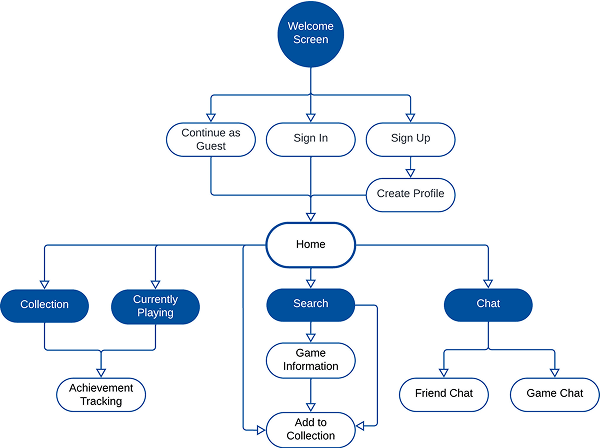 Welcome
Screen
Continue as
Guest
Sign In
Sign Up
Create Profile
Home
Collection
Currently
Playing
Search
Chat
Game
Information
Achievement
Tracking
Friend Chat
Game Chat
Add to
Collection